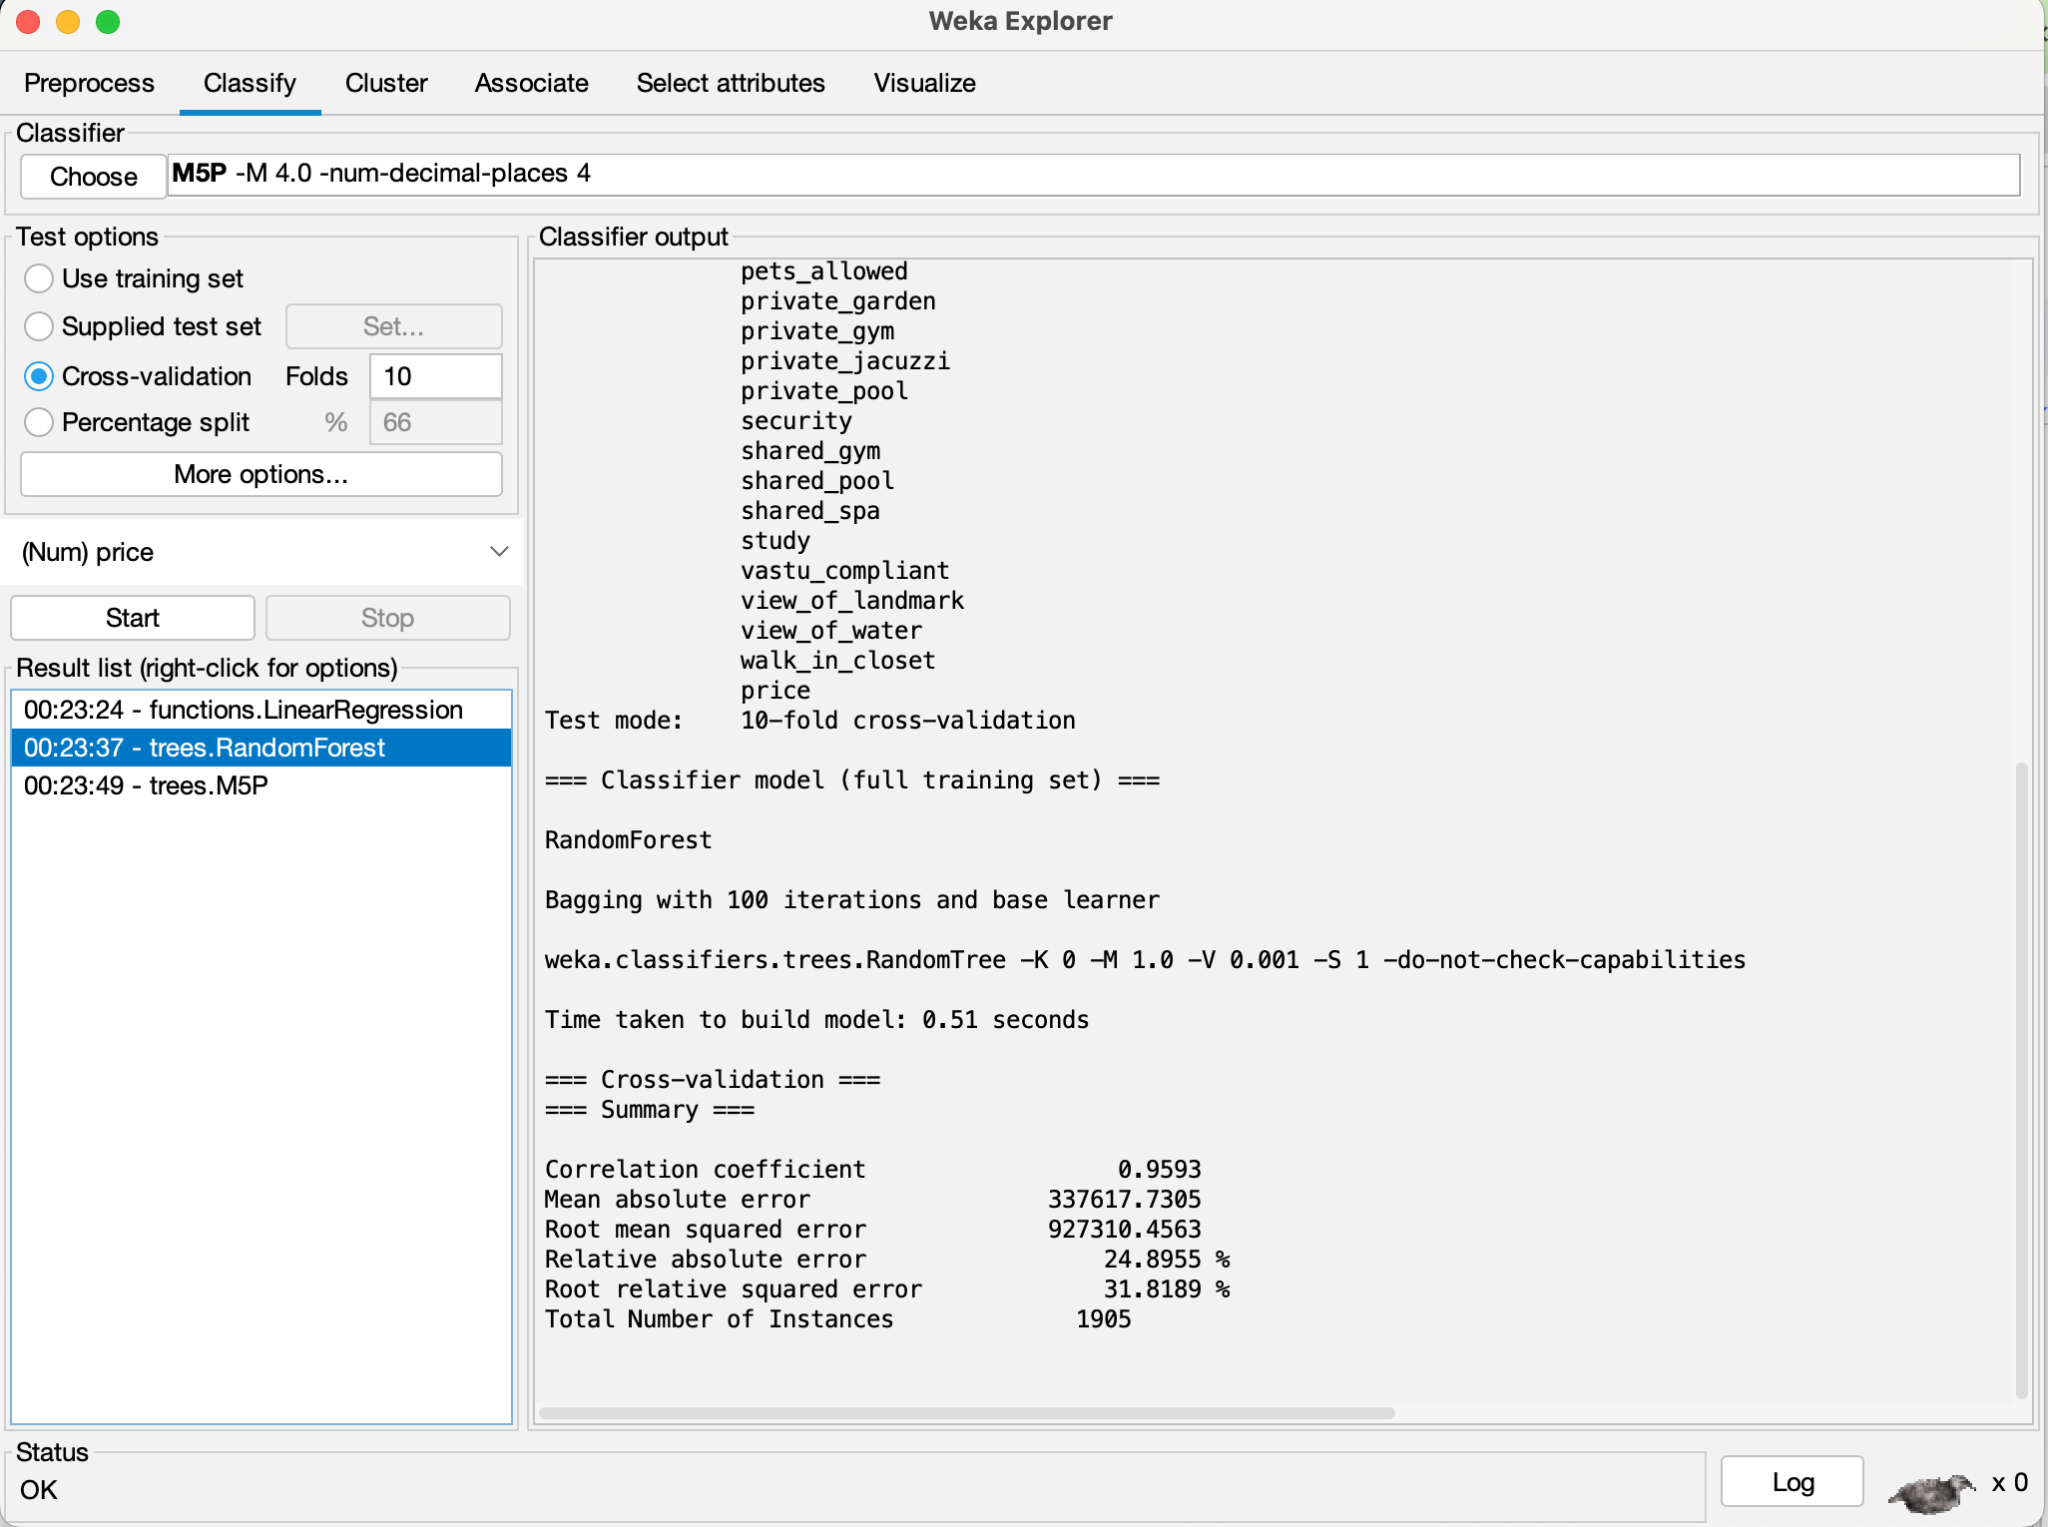 Weka Explorer
Preprocess Classify Cluster Associate Select attributes Visualize
Classifier
Choose M5P -M 4.0 -num-decimal-places 4
Test options
Use training set
Supplied test set Set...
Cross-validation Folds 10
Percentage split % 66
More options...
(Num) price
Start Stop
Result list (right-click for options)
00:23:24 - functions.LinearRegression
00:23:37 - trees.RandomForest
00:23:49 - trees.M5P
Classifier output
pets_allowed
private_garden
private_gym
private_jacuzzi
private_pool
security
shared_gym
shared_pool
shared_spa
study
vastu_compliant
view_of_landmark
view_of_water
walk_in_closet
price
Test mode: 10-fold cross-validation
=== Classifier model (full training set) ===
RandomForest
Bagging with 100 iterations and base learner
weka.classifiers.trees.RandomTree -K 0 -M 1.0 -V 0.001 -S 1 -do-not-check-capabilities
Time taken to build model: 0.51 seconds
=== Cross-validation ===
=== Summary ===
Correlation coefficient 0.9593
Mean absolute error 337617.7305
Root mean squared error 927310.4563
Relative absolute error 24.8955 %
Root relative squared error 31.8189 %
Total Number of Instances 1905
Status
OK
Log x 0